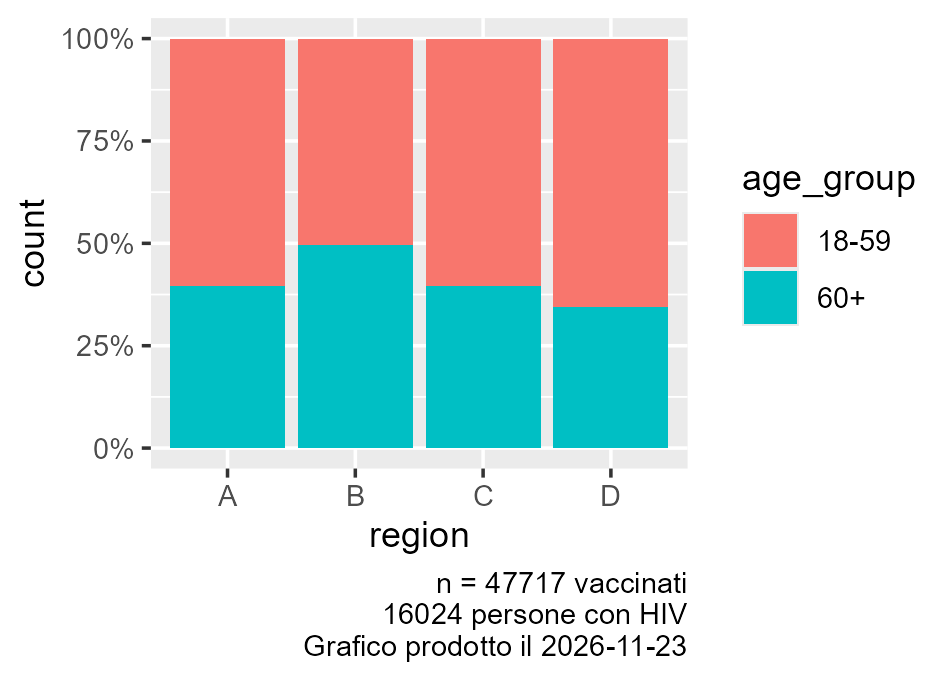 100%
75%
50%
25%
0%
count
A B C D
region
age_group
18-59
60+
n = 47717 vaccinati
16024 persone con HIV
Grafico prodotto il 2026-11-23